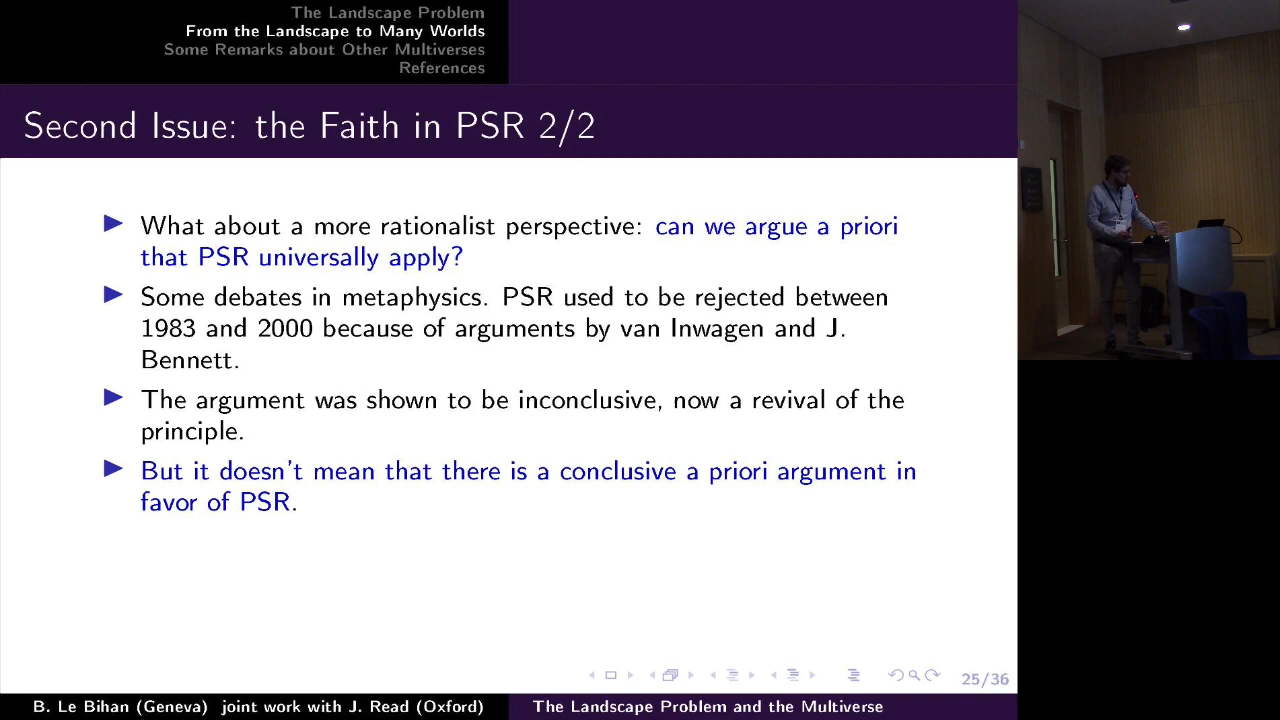 The Landscape Problem
From the Landscape to Many Worlds
Some Remarks about Other Multiverses
References
Second Issue: the Faith in PSR 2/2
What about a more rationalist perspective: can we argue a priori
that PSR universally apply?
Some debates in metaphysics. PSR used to be rejected between
1983 and 2000 because of arguments by van Inwagen and J.
Bennett.
The argument was shown to be inconclusive, now a revival of the
principle.
But it doesn't mean that there is a conclusive a priori argument in
favor of PSR.
25/36
B. Le Bihan (Geneva) joint work with J. Read (Oxford) The Landscape Problem and the Multiverse